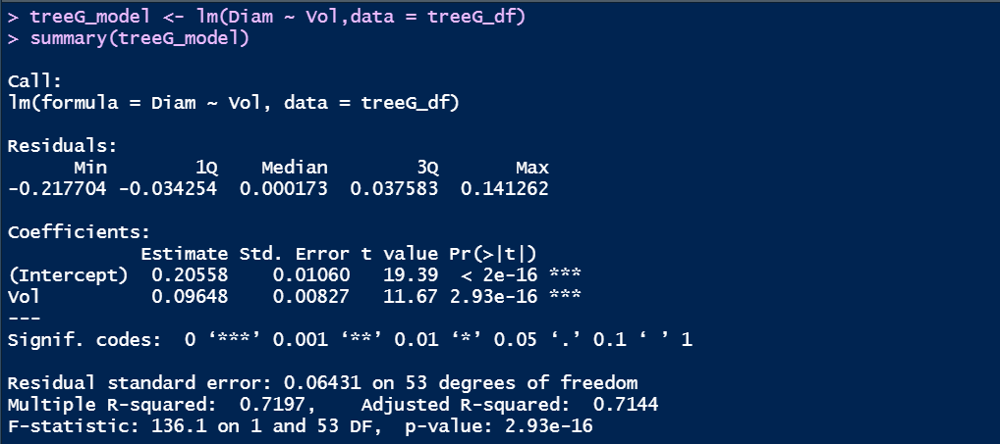 > treeG_model <- lm(Diam ~ Vol,data = treeG_df)
> summary(treeG_model)

Call:
lm(formula = Diam ~ Vol, data = treeG_df)

Residuals:
      Min        1Q    Median        3Q       Max
-0.217704 -0.034254  0.000173  0.037583  0.141262

Coefficients:
            Estimate Std. Error t value Pr(>|t|)
(Intercept)  0.20558    0.01060   19.39  < 2e-16 ***
Vol          0.09648    0.00827   11.67 2.93e-16 ***
---
Signif. codes:  0 ‘***’ 0.001 ‘**’ 0.01 ‘*’ 0.05 ‘.’ 0.1 ‘ ’ 1

Residual standard error: 0.06431 on 53 degrees of freedom
Multiple R-squared:  0.7197,    Adjusted R-squared:  0.7144
F-statistic: 136.1 on 1 and 53 DF,  p-value: 2.93e-16